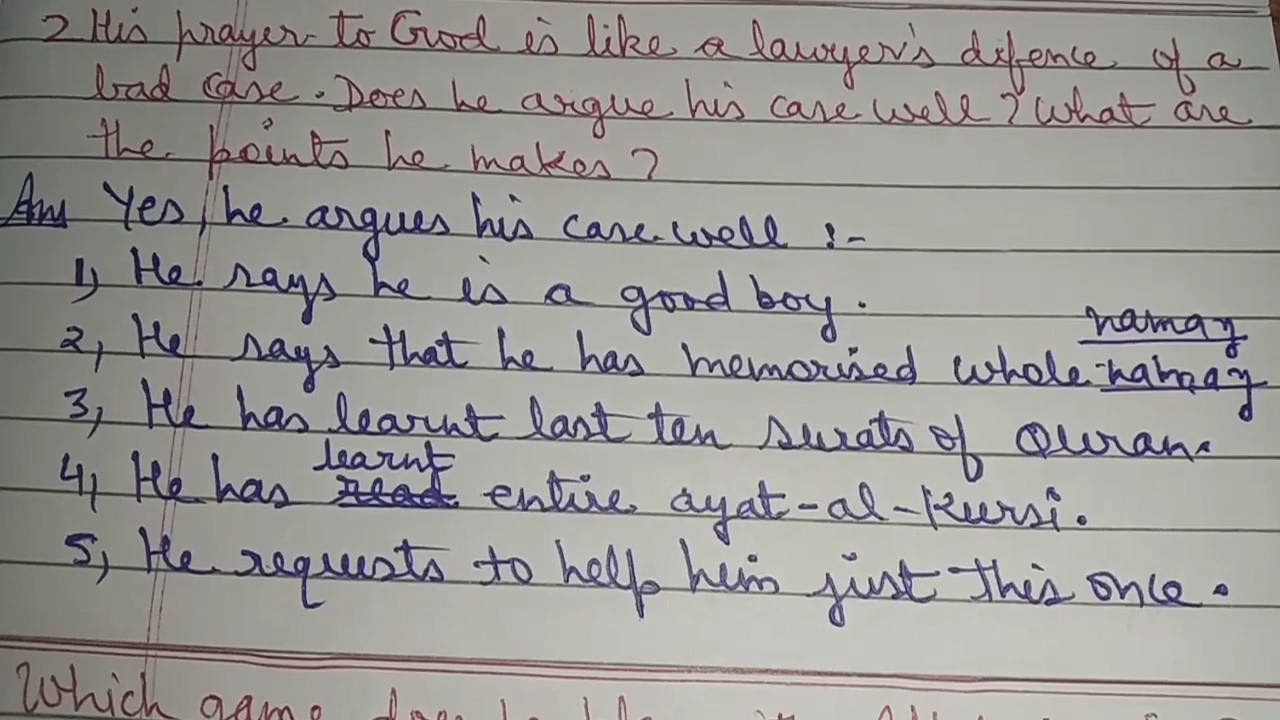 2 His prayer to God is like a lawyer's difence of a
bad case. Does he argue his case well? What are
the points he makes?
Ans Yes, he argues his case well :-
1, He says he is a good boy.
namaz
2, He says that he has memorised whole namaz
3, He has learnt last ten surats of Quran.
learnt
4, He has read entire ayat-al-Kursi.
5, He requests to help him just this once.
Which game